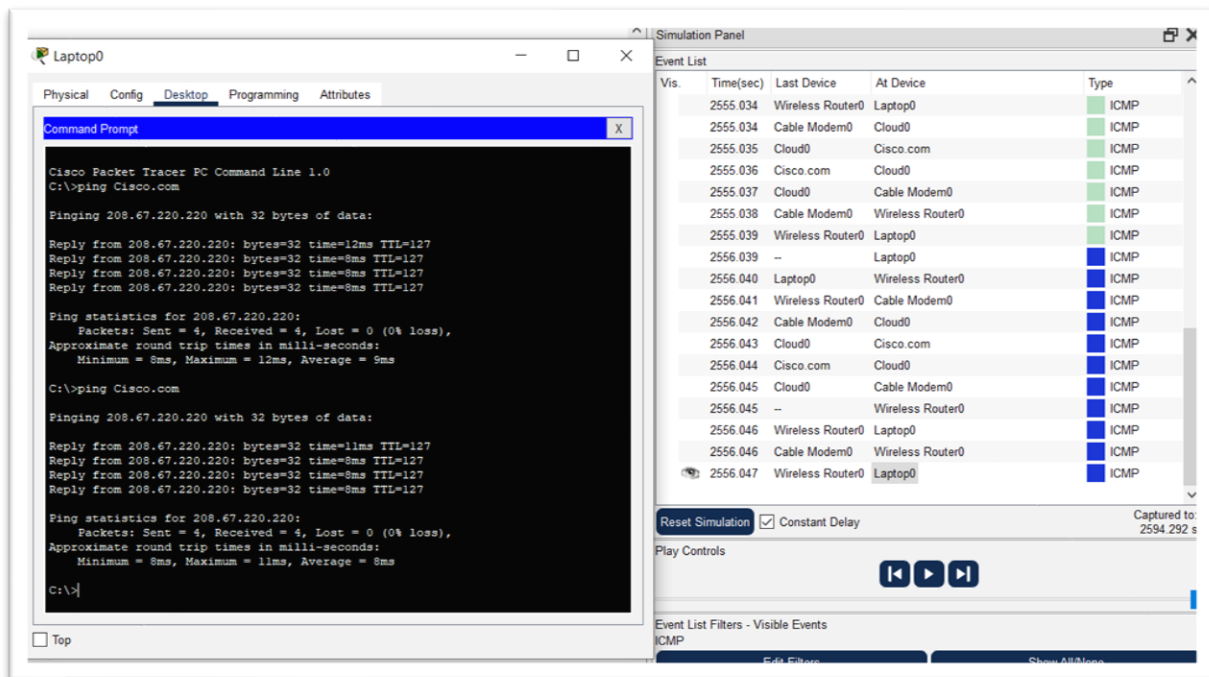 Laptop0
Physical Config Desktop Programming Attributes
Command Prompt X
Cisco Packet Tracer PC Command Line 1.0
C:\>ping Cisco.com
Pinging 208.67.220.220 with 32 bytes of data:
Reply from 208.67.220.220: bytes=32 time=12ms TTL=127
Reply from 208.67.220.220: bytes=32 time=8ms TTL=127
Reply from 208.67.220.220: bytes=32 time=8ms TTL=127
Reply from 208.67.220.220: bytes=32 time=8ms TTL=127
Ping statistics for 208.67.220.220:
Packets: Sent = 4, Received = 4, Lost = 0 (0% loss),
Approximate round trip times in milli-seconds:
Minimum = 8ms, Maximum = 12ms, Average = 9ms
C:\>ping Cisco.com
Pinging 208.67.220.220 with 32 bytes of data:
Reply from 208.67.220.220: bytes=32 time=11ms TTL=127
Reply from 208.67.220.220: bytes=32 time=8ms TTL=127
Reply from 208.67.220.220: bytes=32 time=8ms TTL=127
Reply from 208.67.220.220: bytes=32 time=8ms TTL=127
Ping statistics for 208.67.220.220:
Packets: Sent = 4, Received = 4, Lost = 0 (0% loss),
Approximate round trip times in milli-seconds:
Minimum = 8ms, Maximum = 11ms, Average = 8ms
C:\>
Top
Simulation Panel
Event List
Vis. Time(sec) Last Device At Device Type
2555.034 Wireless Router0 Laptop0 ICMP
2555.034 Cable Modem0 Cloud0 ICMP
2555.035 Cloud0 Cisco.com ICMP
2555.036 Cisco.com Cloud0 ICMP
2555.037 Cloud0 Cable Modem0 ICMP
2555.038 Cable Modem0 Wireless Router0 ICMP
2555.039 Wireless Router0 Laptop0 ICMP
2556.039 -- Laptop0 ICMP
2556.040 Laptop0 Wireless Router0 ICMP
2556.041 Wireless Router0 Cable Modem0 ICMP
2556.042 Cable Modem0 Cloud0 ICMP
2556.043 Cloud0 Cisco.com ICMP
2556.044 Cisco.com Cloud0 ICMP
2556.045 Cloud0 Cable Modem0 ICMP
2556.045 -- Wireless Router0 ICMP
2556.046 Wireless Router0 Laptop0 ICMP
2556.046 Cable Modem0 Wireless Router0 ICMP
2556.047 Wireless Router0 Laptop0 ICMP
Reset Simulation Constant Delay Captured to:
2594.292 s
Play Controls
Event List Filters - Visible Events
ICMP
Edit Filters Show All/None